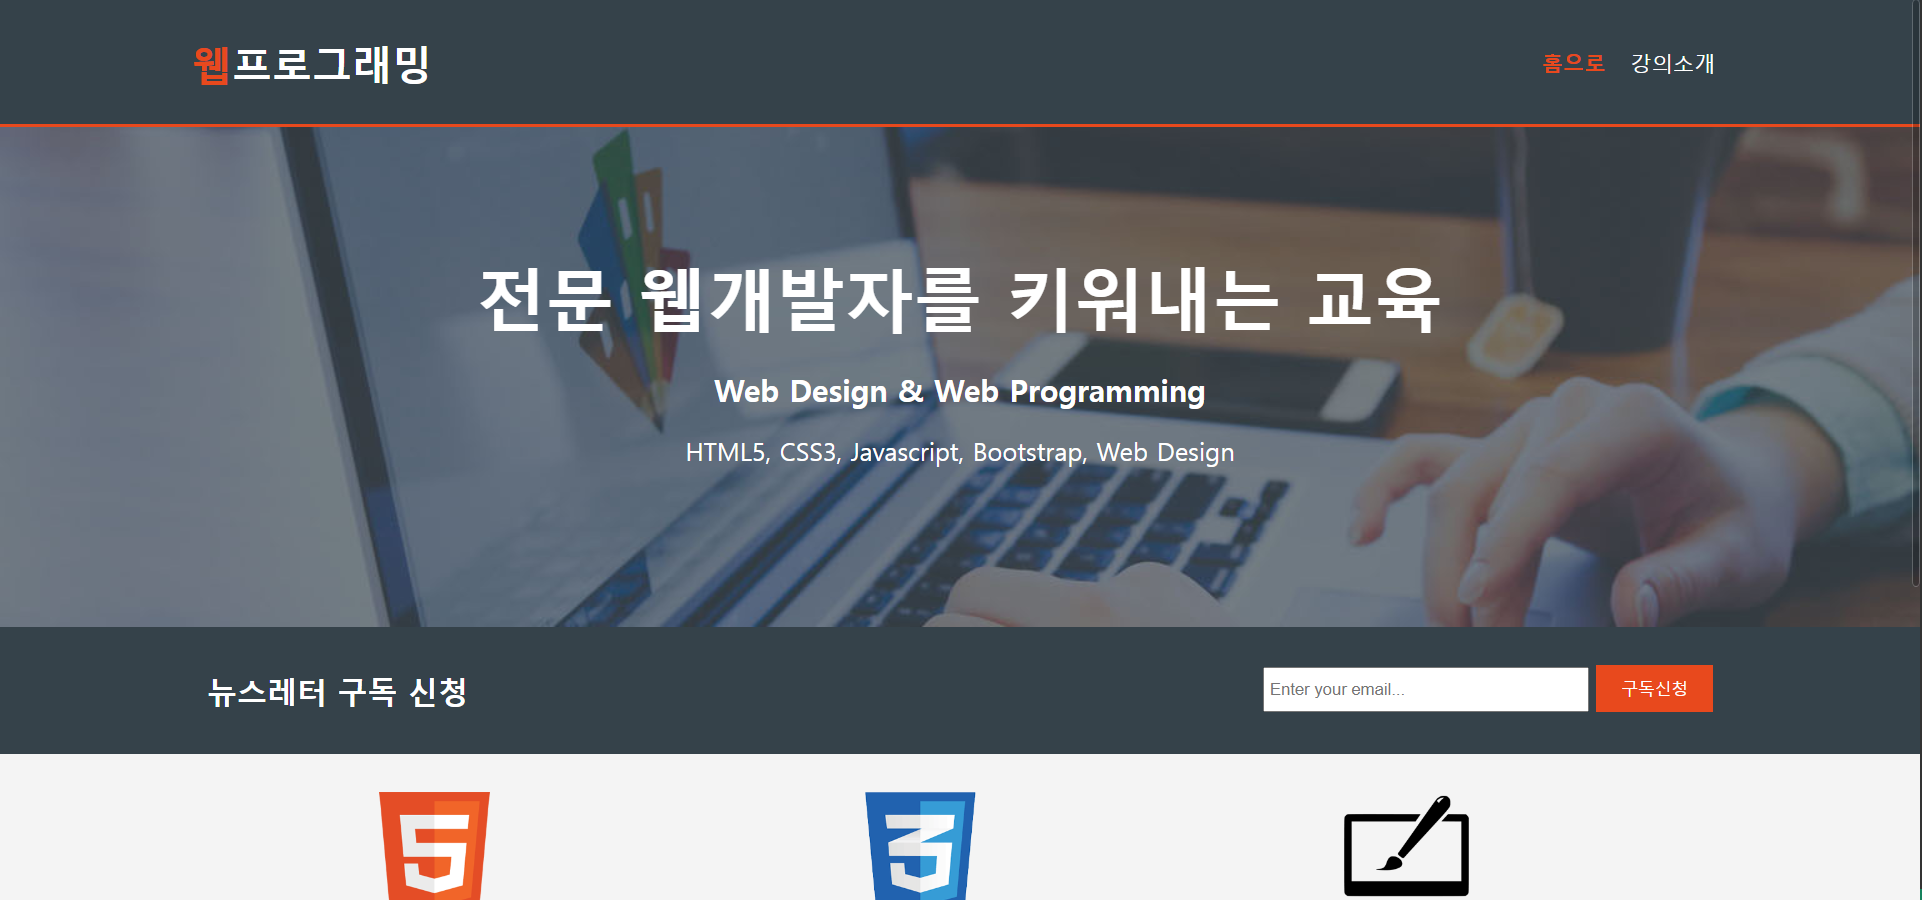 웹프로그래밍
홈으로 강의소개
전문 웹개발자를 키워내는 교육
Web Design & Web Programming
HTML5, CSS3, Javascript, Bootstrap, Web Design
뉴스레터 구독 신청
Enter your email...
구독신청
5
3